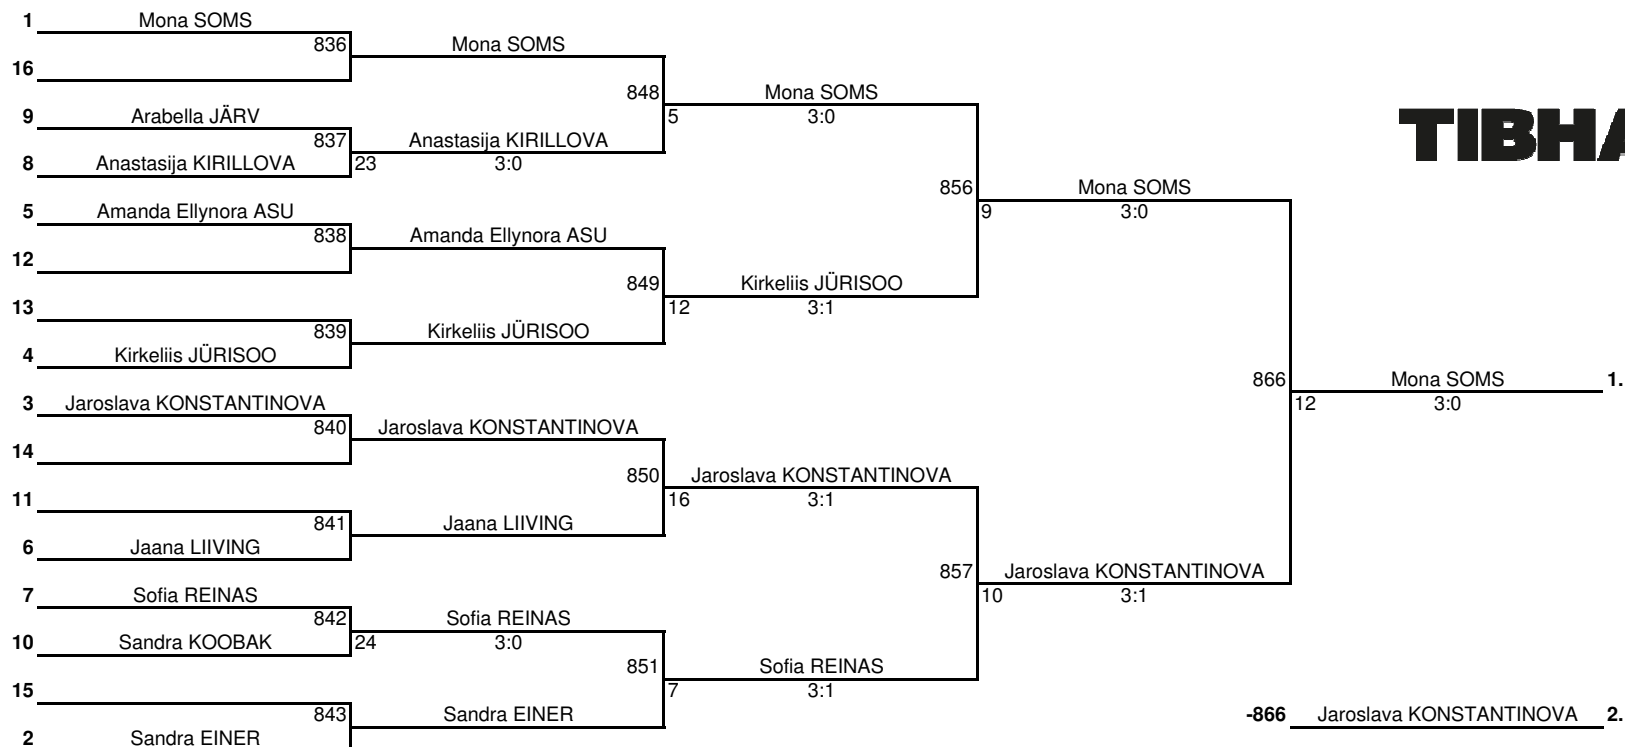 1 Mona SOMS
836 Mona SOMS
16
848 Mona SOMS
5 3:0
9 Arabella JÄRV
837 Anastasija KIRILLOVA
8 Anastasija KIRILLOVA 23 3:0
856 Mona SOMS
9 3:0
5 Amanda Ellynora ASU
838 Amanda Ellynora ASU
12
849 Kirkeliis JÜRISOO
12 3:1
13
839 Kirkeliis JÜRISOO
4 Kirkeliis JÜRISOO
866 Mona SOMS 1.
12 3:0
3 Jaroslava KONSTANTINOVA
840 Jaroslava KONSTANTINOVA
14
850 Jaroslava KONSTANTINOVA
16 3:1
11
841 Jaana LIIVING
6 Jaana LIIVING
857 Jaroslava KONSTANTINOVA
10 3:1
7 Sofia REINAS
842 Sofia REINAS
10 Sandra KOOBAK 24 3:0
851 Sofia REINAS
7 3:1
15
843 Sandra EINER
2 Sandra EINER
-866 Jaroslava KONSTANTINOVA 2.
TIBHA